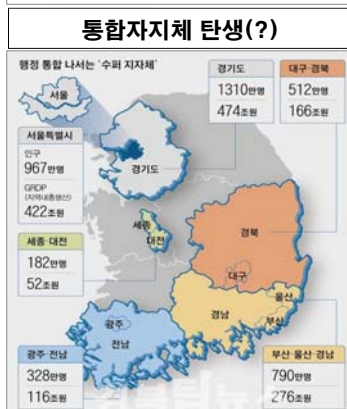 통합자지체 탄생(?)
행정 통합 나서는 ‘수퍼 지자체’
서울
경기도
1310만명
474조원
대구·경북
512만명
166조원
서울특별시
인구
967만명
GRDP
(지역내총생산)
422조원
경기도
세종·대전
182만명
52조원
세종
대전
경북
대구
울산
경남
부산
광주
전남
광주·전남
328만명
116조원
부산·울산·경남
790만명
276조원